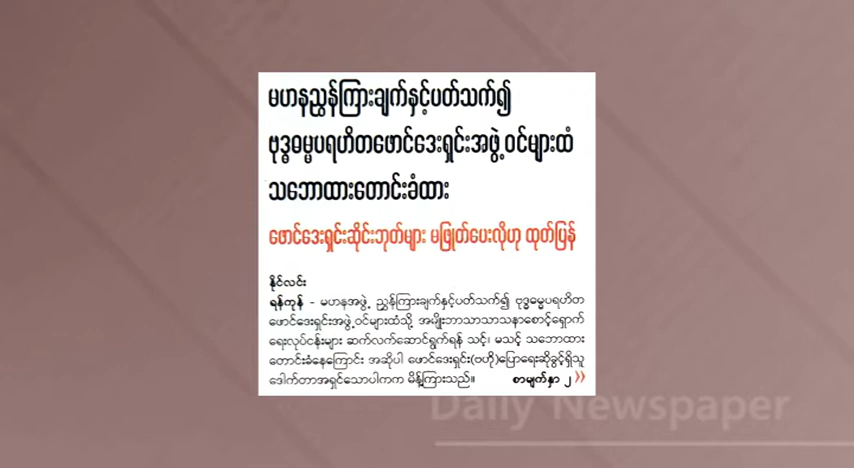 မဟနညွှန်ကြားချက်နှင့်ပတ်သက်၍
ဗုဒ္ဓဓမ္မပရဟိတဖောင်ဒေးရှင်းအဖွဲ့ဝင်များထံ
သဘောထားတောင်းခံထား
ဖောင်ဒေးရှင်းဆိုင်းဘုတ်များ မဖြုတ်ပေးလိုဟု ထုတ်ပြန်
နိုင်လင်း
ရန်ကုန် – မဟနအဖွဲ့ ညွှန်ကြားချက်နှင့်ပတ်သက်၍ ဗုဒ္ဓဓမ္မပရဟိတ
ဖောင်ဒေးရှင်းအဖွဲ့ဝင်များထံသို့ အမျိုးဘာသာသာသနာစောင့်ရှောက်
ရေးလုပ်ငန်းများ ဆက်လက်ဆောင်ရွက်ရန် သင့်၊ မသင့် သဘောထား
တောင်းခံနေကြောင်း အဆိုပါ ဖောင်ဒေးရှင်း(ဗဟို)ပြောရေးဆိုခွင့်ရှိသူ
ဒေါက်တာအရှင်သောပါကက မိန့်ကြားသည်။ စာမျက်နှာ ၂ »
Daily Newspaper